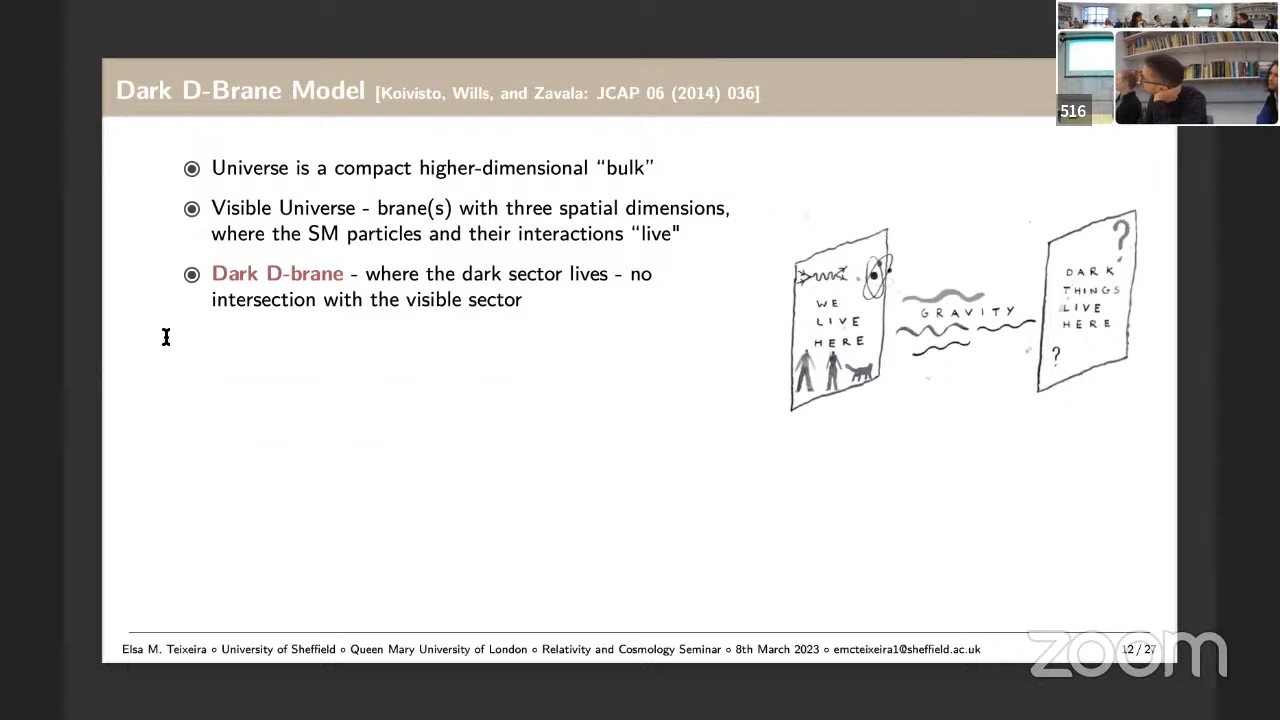 Dark D-Brane Model [Koivisto, Wills, and Zavala: JCAP 06 (2014) 036]
516
Universe is a compact higher-dimensional “bulk”
Visible Universe - brane(s) with three spatial dimensions,
where the SM particles and their interactions “live"
Dark D-brane - where the dark sector lives - no
intersection with the visible sector
WE
LIVE
HERE
GRAVITY
?
DARK
THINGS
LIVE
HERE
?
Elsa M. Teixeira ∘ University of Sheffield ∘ Queen Mary University of London ∘ Relativity and Cosmology Seminar ∘ 8th March 2023 ∘ emcteixeira1@sheffield.ac.uk
12 / 27
zoom